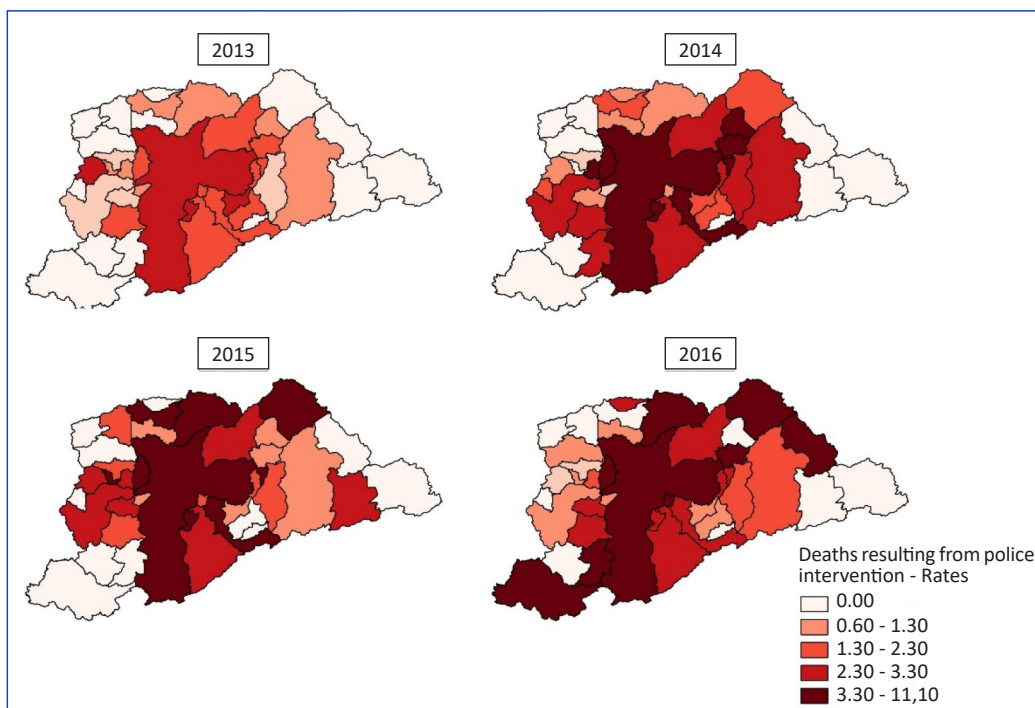 2013
2014
2015
2016
Deaths resulting from police
intervention - Rates
0.00
0.60 - 1.30
1.30 - 2.30
2.30 - 3.30
3.30 - 11,10